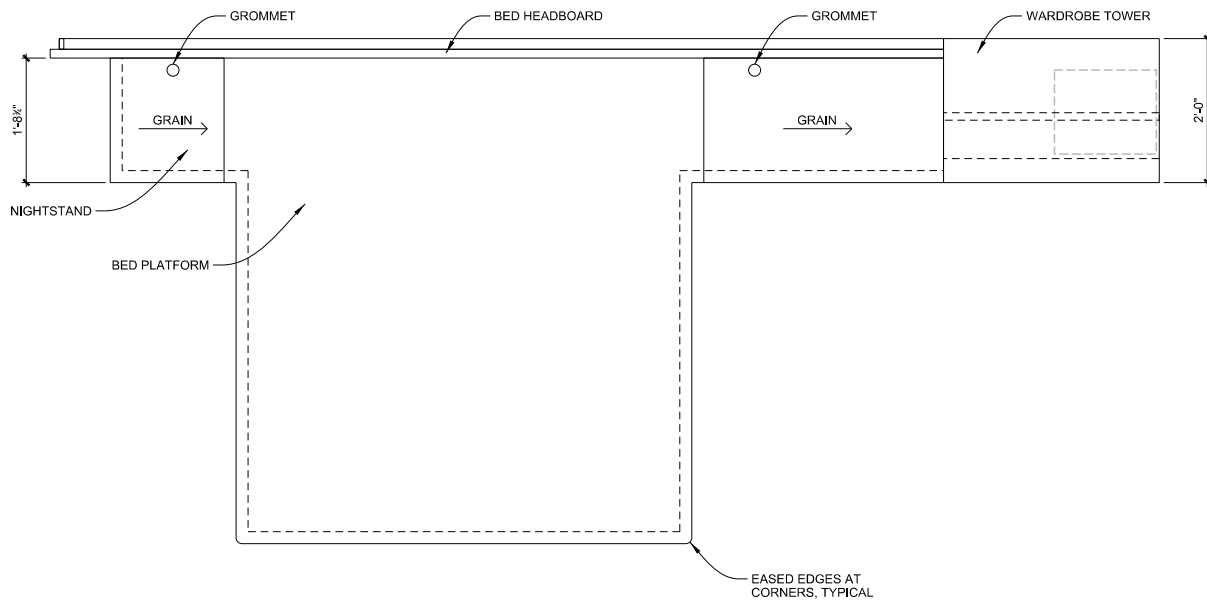 GROMMET
BED HEADBOARD
GROMMET
WARDROBE TOWER
1'-8¾"
GRAIN
GRAIN
2'-0"
NIGHTSTAND
BED PLATFORM
EASED EDGES AT
CORNERS, TYPICAL